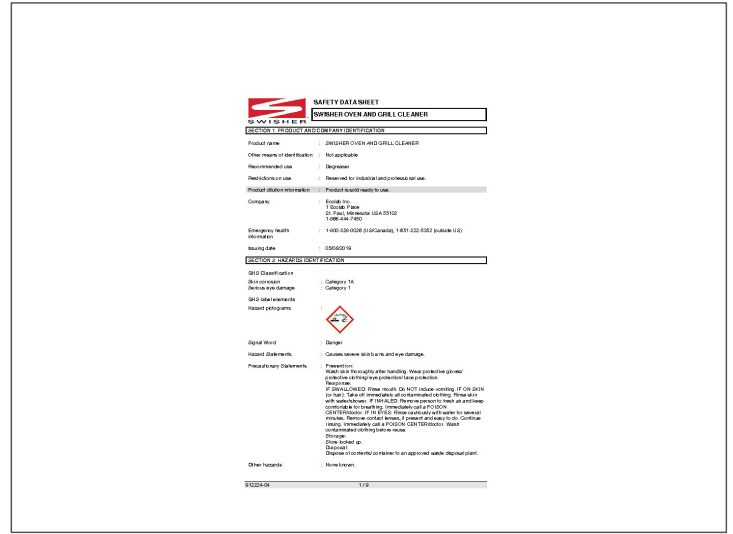 SWISHER
SAFETY DATA SHEET
SWISHER OVEN AND GRILL CLEANER
SECTION 1. PRODUCT AND COMPANY IDENTIFICATION
Product name : SWISHER OVEN AND GRILL CLEANER
Other means of identification : Not applicable
Recommended use : Degreaser
Restrictions on use : Reserved for industrial and professional use.
Product dilution information : Product is sold ready to use.
Company : Ecolab Inc.
1 Ecolab Place
St. Paul, Minnesota USA 55102
1-866-444-7450
Emergency health information : 1-800-328-0026 (US/Canada), 1-651-222-5352 (outside US)
Issuing date : 05/08/2019
SECTION 2. HAZARDS IDENTIFICATION
GHS Classification
Skin corrosion : Category 1A
Serious eye damage : Category 1
GHS label elements
Hazard pictograms :
Signal Word : Danger
Hazard Statements : Causes severe skin burns and eye damage.
Precautionary Statements : Prevention:
Wash skin thoroughly after handling. Wear protective gloves/
protective clothing/ eye protection/ face protection.
Response:
IF SWALLOWED: Rinse mouth. Do NOT induce vomiting. IF ON SKIN
(or hair): Take off immediately all contaminated clothing. Rinse skin
with water/shower. IF INHALED: Remove person to fresh air and keep
comfortable for breathing. Immediately call a POISON
CENTER/doctor. IF IN EYES: Rinse cautiously with water for several
minutes. Remove contact lenses, if present and easy to do. Continue
rinsing. Immediately call a POISON CENTER/doctor. Wash
contaminated clothing before reuse.
Storage:
Store locked up.
Disposal:
Dispose of contents/ container to an approved waste disposal plant.
Other hazards : None known.
912224-04 1 / 9